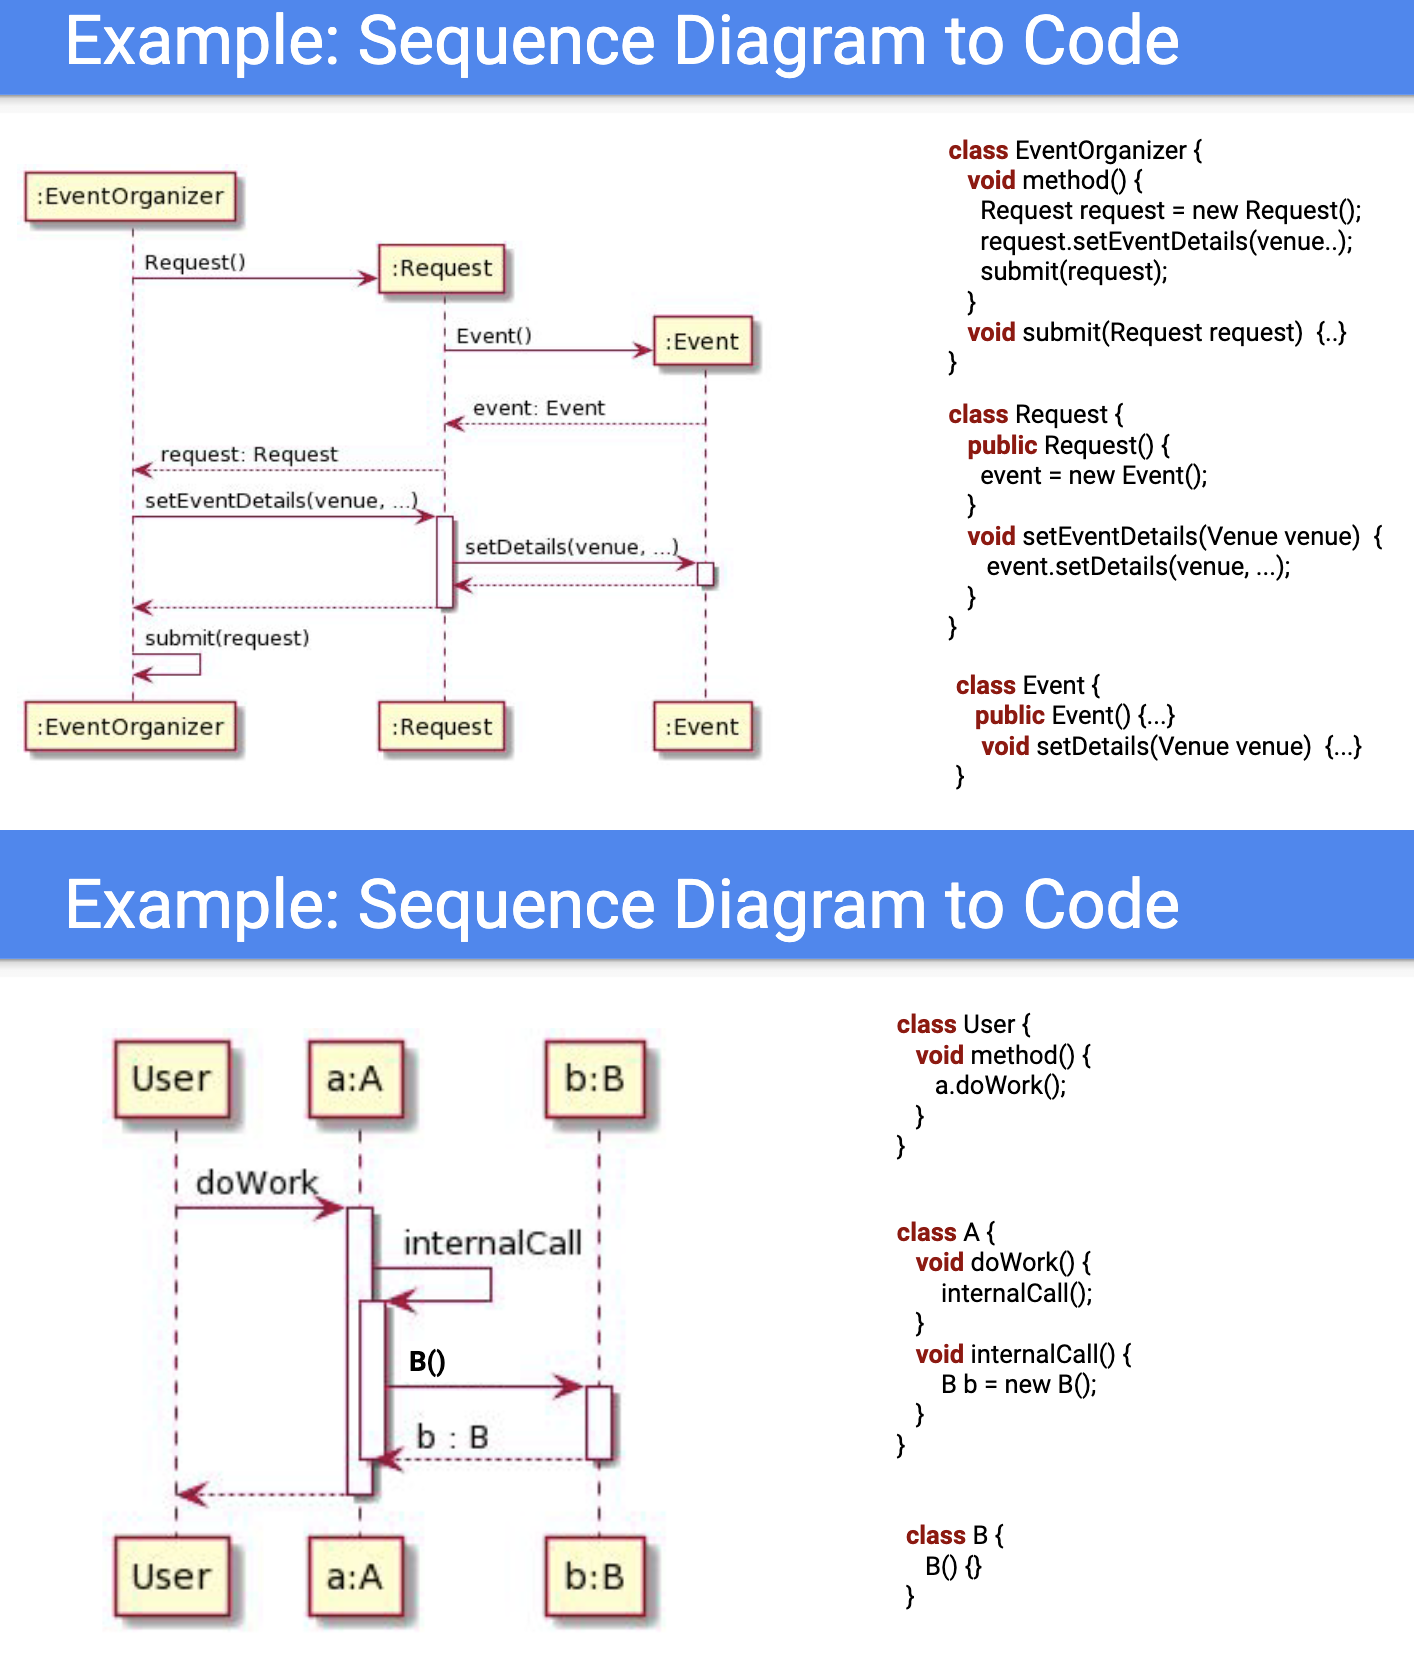 Example: Sequence Diagram to Code
:EventOrganizer
Request()
:Request
Event()
:Event
event: Event
request: Request
setEventDetails(venue, ...)
setDetails(venue, ...)
submit(request)
:EventOrganizer
:Request
:Event
class EventOrganizer {
void method() {
Request request = new Request();
request.setEventDetails(venue..);
submit(request);
}
void submit(Request request) {..}
}
class Request {
public Request() {
event = new Event();
}
void setEventDetails(Venue venue) {
event.setDetails(venue, ...);
}
}
class Event {
public Event() {...}
void setDetails(Venue venue) {...}
}
Example: Sequence Diagram to Code
User
a:A
b:B
doWork
internalCall
B()
b : B
User
a:A
b:B
class User {
void method() {
a.doWork();
}
}
class A {
void doWork() {
internalCall();
}
void internalCall() {
B b = new B();
}
}
class B {
B() {}
}